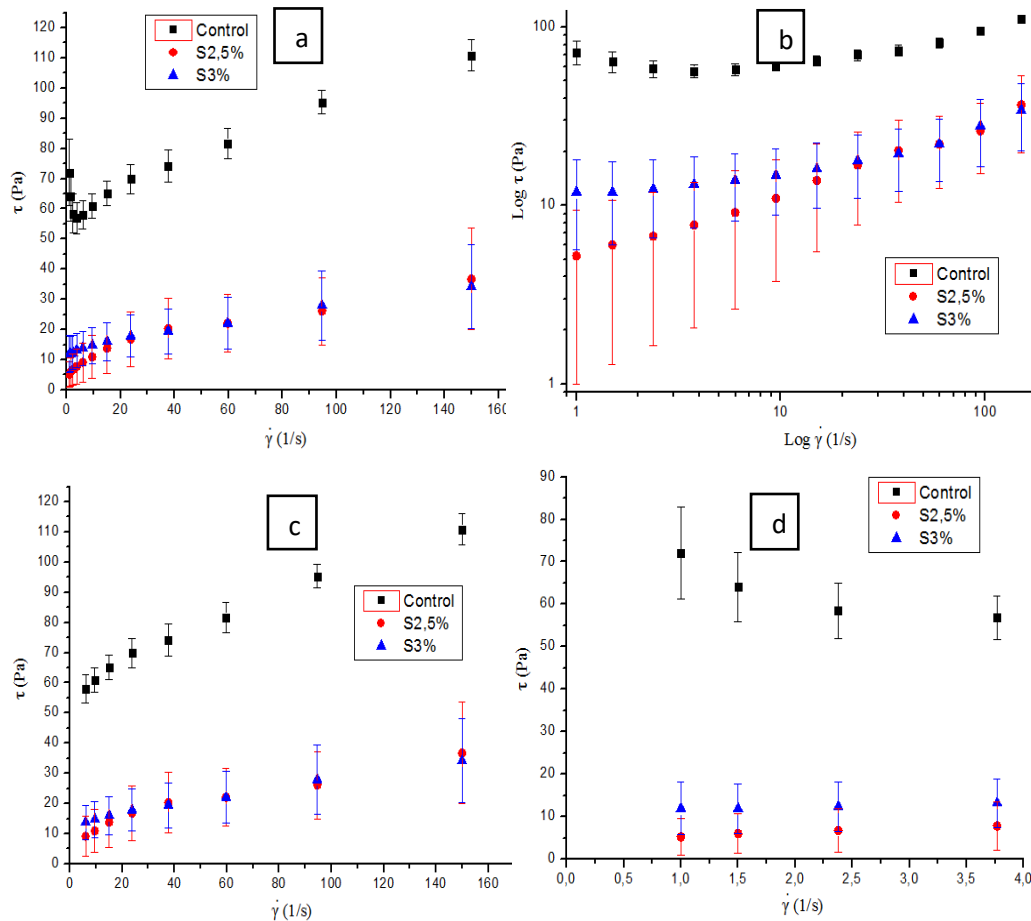 a
Control
S2,5%
S3%
τ (Pa)
120
110
100
90
80
70
60
50
40
30
20
10
0
0 20 40 60 80 100 120 140 160
γ̇ (1/s)
b
Control
S2,5%
S3%
Log τ (Pa)
100
10
1
1 10 100
Log γ̇ (1/s)
c
Control
S2,5%
S3%
τ (Pa)
120
110
100
90
80
70
60
50
40
30
20
10
0
0 20 40 60 80 100 120 140 160
γ̇ (1/s)
d
Control
S2,5%
S3%
τ (Pa)
90
80
70
60
50
40
30
20
10
0
0,0 0,5 1,0 1,5 2,0 2,5 3,0 3,5 4,0
γ̇ (1/s)